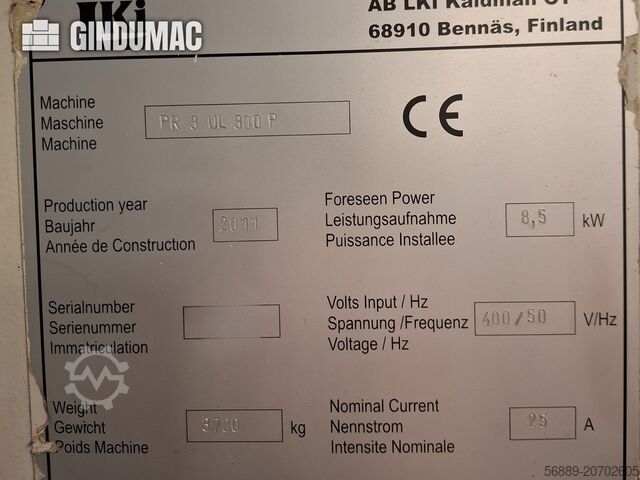 LKI
AB LKI Käldman OY
68910 Bennäs, Finland
GINDUMAC
Machine
Maschine
Machine
PR 3 UL 300 P
CE
Production year
Baujahr
Année de Construction
2011
Foreseen Power
Leistungsaufnahme
Puissance Installee
8,5
kW
Serialnumber
Serienummer
Immatriculation
Volts Input / Hz
Spannung /Frequenz
Voltage / Hz
400/50
V/Hz
Weight
Gewicht
Poids Machine
3700
kg
Nominal Current
Nennstrom
Intensite Nominale
25
A
56889-20702605